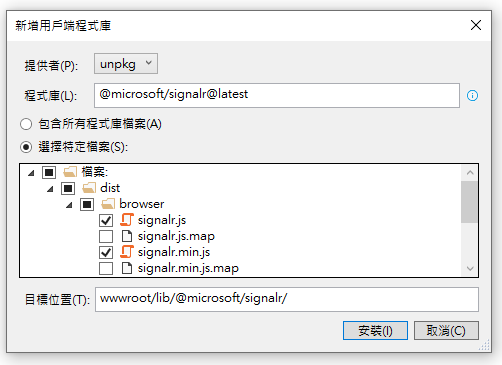 新增用戶端程式庫
提供者(P): unpkg
程式庫(L): @microsoft/signalr@latest
包含所有程式庫檔案(A)
選擇特定檔案(S):
檔案:
dist
browser
signalr.js
signalr.js.map
signalr.min.js
signalr.min.js.map
目標位置(T): wwwroot/lib/@microsoft/signalr/
安裝(I) 取消(C)